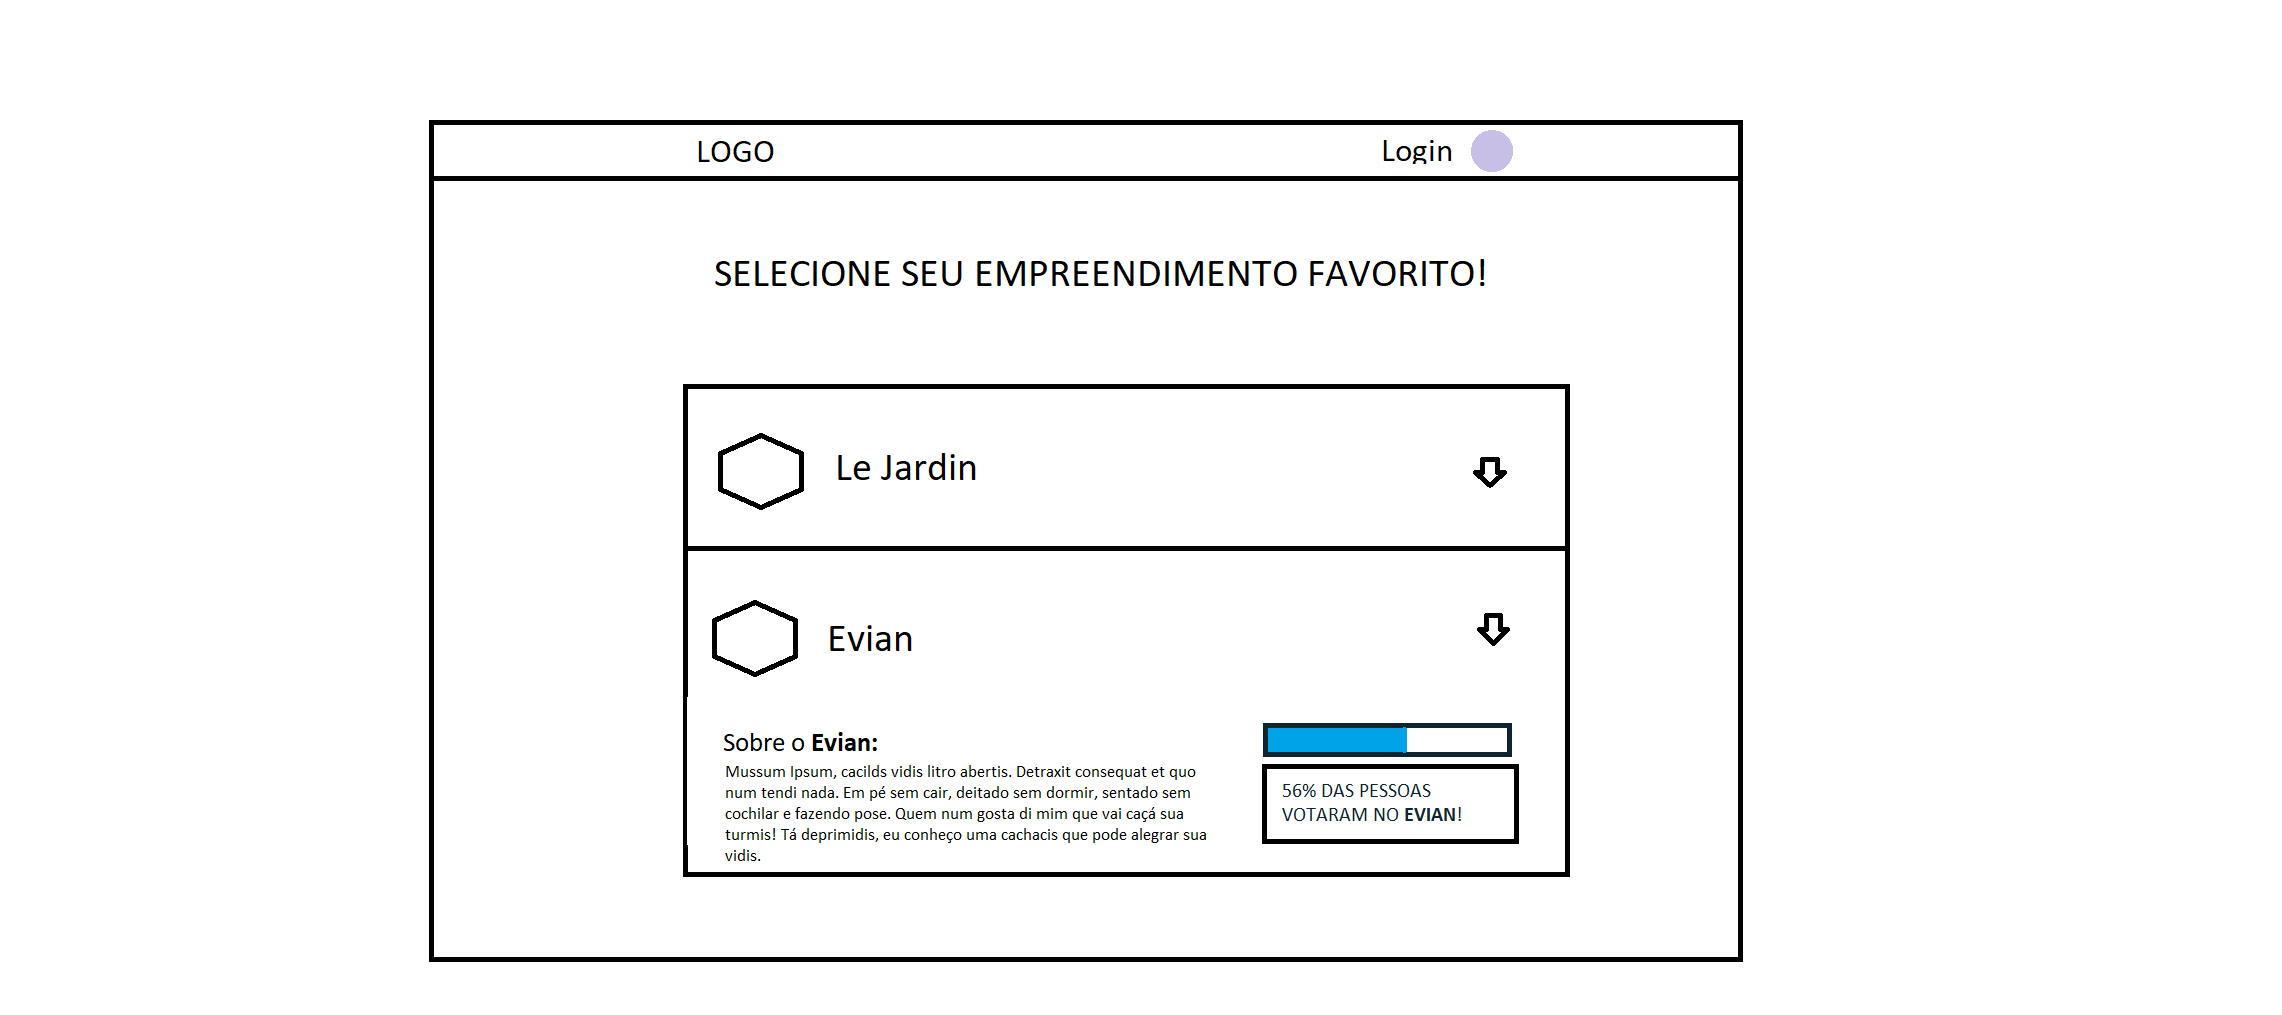 LOGO
Login
SELECIONE SEU EMPREENDIMENTO FAVORITO!
Le Jardin
Evian
Sobre o Evian:
Mussum Ipsum, cacilds vidis litro abertis. Detraxit consequat et quo
num tendi nada. Em pé sem cair, deitado sem dormir, sentado sem
cochilar e fazendo pose. Quem num gosta di mim que vai caçá sua
turmis! Tá deprimidis, eu conheço uma cachacis que pode alegrar sua
vidis.
56% DAS PESSOAS
VOTARAM NO EVIAN!